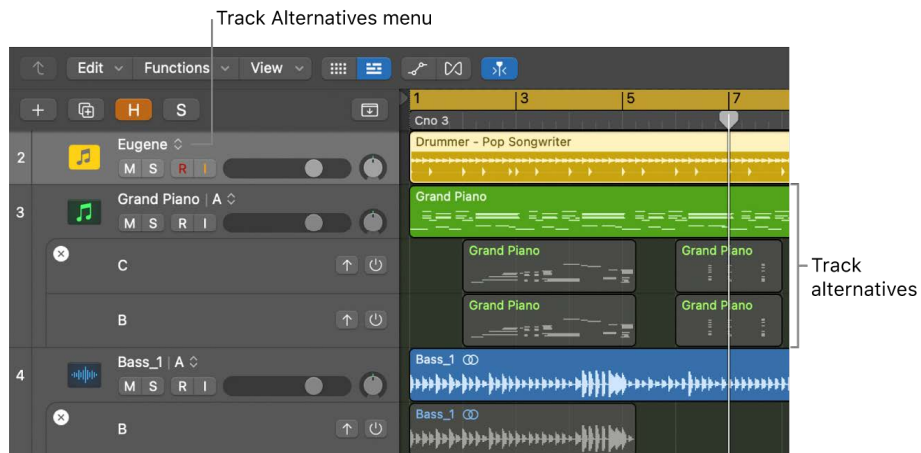 Track Alternatives menu
Edit Functions View
H S
1 3 5 7
Cno 3
2 Eugene
M S R I
Drummer - Pop Songwriter
3 Grand Piano | A
M S R I
Grand Piano
C
Grand Piano Grand Piano
Track
alternatives
B
Grand Piano Grand Piano
4 Bass_1 | A
M S R I
Bass_1
B
Bass_1